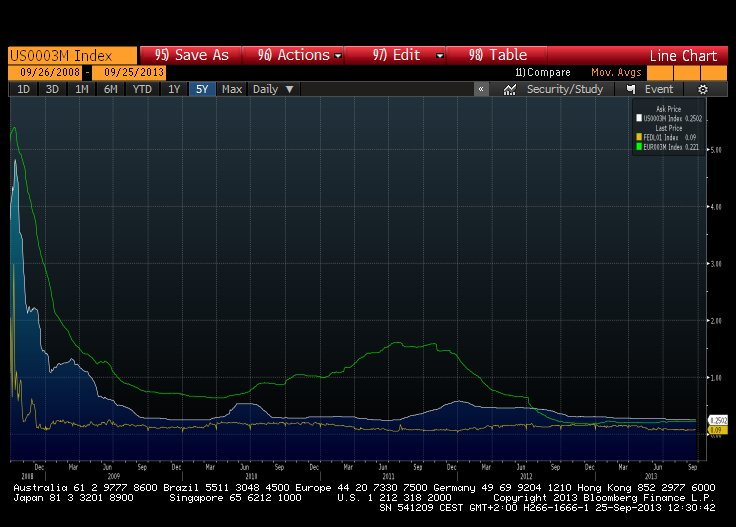 US0003M Index 95) Save As 96) Actions 97) Edit 98) Table Line Chart
09/26/2008 - 09/25/2013 11) Compare Mov. Avgs
1D 3D 1M 6M YTD 1Y 5Y Max Daily ▼ « Security/Study Event
Ask Price
US0003M Index 0.2502
Last Price
FEDL01 Index 0.09
EUR003M Index 0.221
5.00
4.00
3.00
2.00
1.00
0.2502
0.09
0.00
Dec Mar Jun Sep Dec Mar Jun Sep Dec Mar Jun Sep Dec Mar Jun Sep Dec Mar Jun Sep
2008 2009 2010 2011 2012 2013
Australia 61 2 9777 8600 Brazil 5511 3048 4500 Europe 44 20 7330 7500 Germany 49 69 9204 1210 Hong Kong 852 2977 6000
Japan 81 3 3201 8900 Singapore 65 6212 1000 U.S. 1 212 318 2000 Copyright 2013 Bloomberg Finance L.P.
SN 541209 CEST GMT+2:00 H266-1666-1 25-Sep-2013 12:30:42